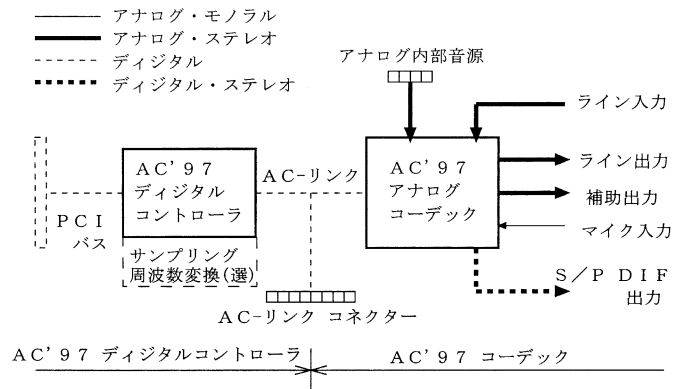 アナログ・モノラル
アナログ・ステレオ
ディジタル
ディジタル・ステレオ
アナログ内部音源
ライン入力
ライン出力
補助出力
マイク入力
S/P DIF
出力
AC'97
ディジタル
コントローラ
AC-リンク
AC'97
アナログ
コーデック
PCI
バス
サンプリング
周波数変換(選)
AC-リンク コネクター
AC'97 ディジタルコントローラ
AC'97 コーデック